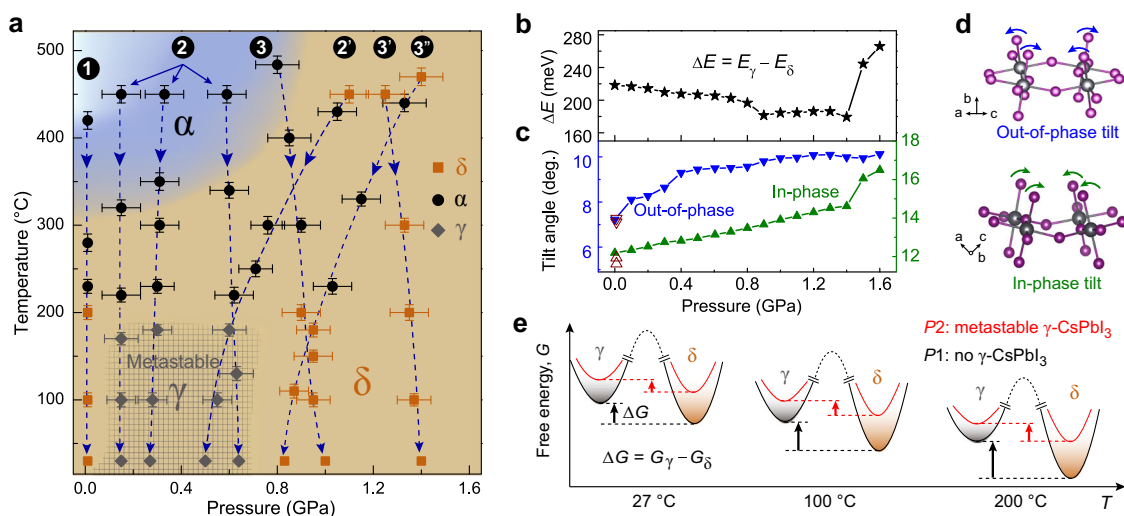 a
500
400
300
200
100
Temperature (°C)
0.0
0.4
0.8
1.2
1.6
Pressure (GPa)
1
2
3
2'
3'
3"
α
δ
α
γ
Metastable
γ
δ
b
280
240
200
160
ΔE (meV)
ΔE = Eγ – Eδ
c
10
8
6
Tilt angle (deg.)
18
16
14
12
Out-of-phase
In-phase
0.0
0.4
0.8
1.2
1.6
Pressure (GPa)
d
b
a
c
Out-of-phase tilt
a
c
b
In-phase tilt
e
Free energy, G
P2: metastable γ-CsPbI₃
P1: no γ-CsPbI₃
γ
δ
ΔG
ΔG = Gγ – Gδ
γ
δ
γ
δ
27 °C
100 °C
200 °C
T